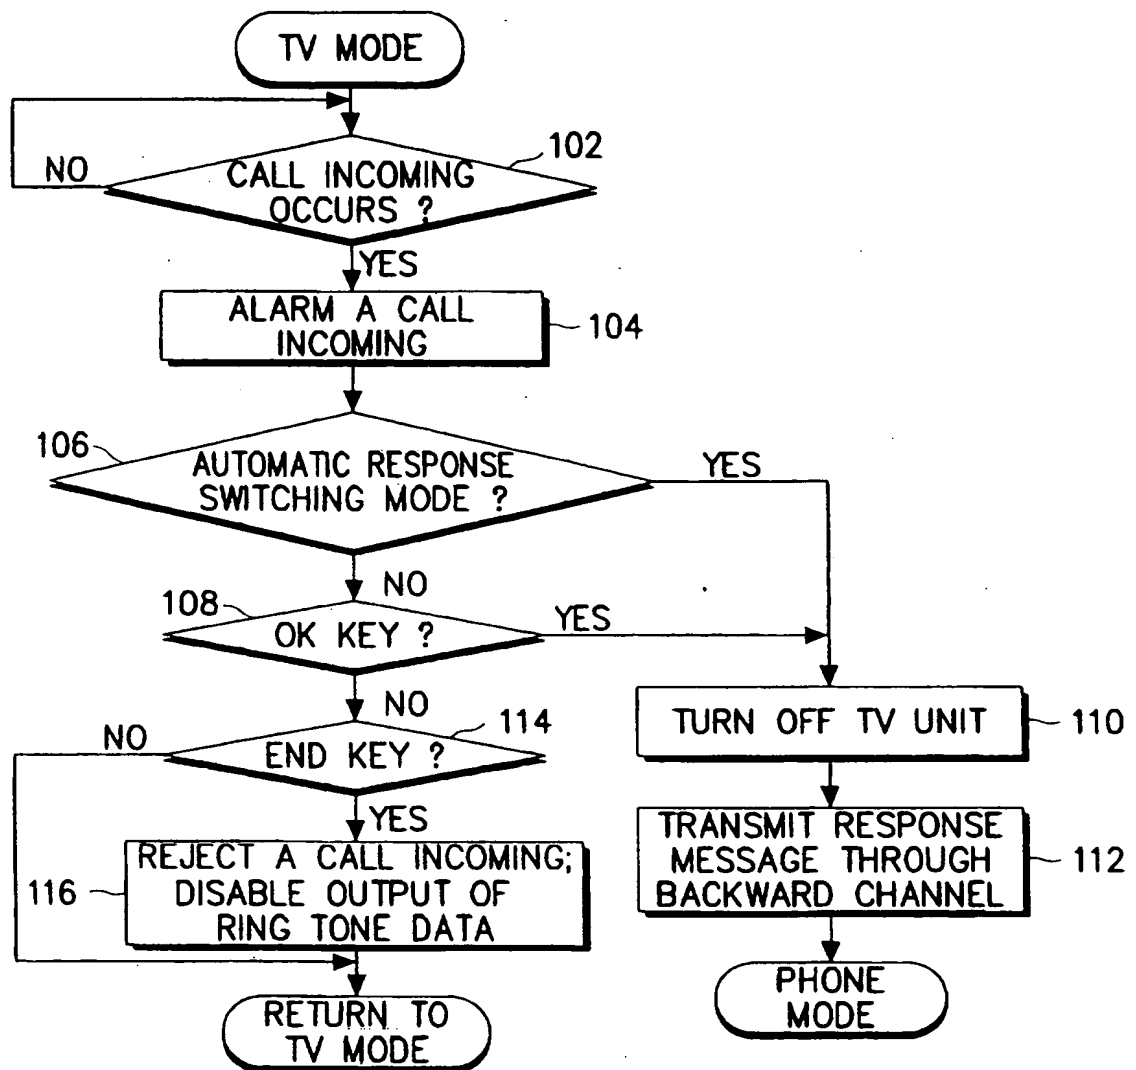 TV MODE
102
NO
CALL INCOMING
OCCURS ?
YES
ALARM A CALL
INCOMING
104
106
AUTOMATIC RESPONSE
SWITCHING MODE ?
YES
NO
108
OK KEY ?
YES
NO
114
NO
END KEY ?
YES
TURN OFF TV UNIT
110
TRANSMIT RESPONSE
MESSAGE THROUGH
BACKWARD CHANNEL
112
116
REJECT A CALL INCOMING;
DISABLE OUTPUT OF
RING TONE DATA
RETURN TO
TV MODE
PHONE
MODE